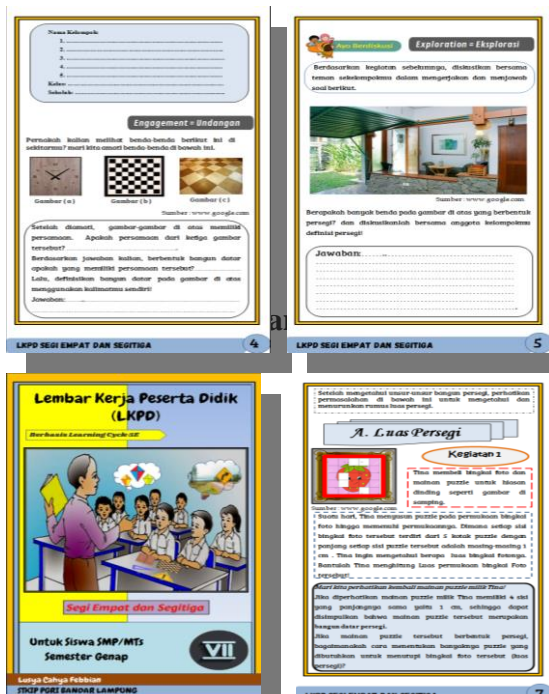 Nama Kelompok:
1.
2.
3.
4.
5.
6.
Kelas:
Sekolah:
Engagement = Undangan
Pernakah kalian melihat benda-benda berikut ini di
sekitarmu? mari kita amati benda-benda di bawah ini.
Gambar (a) Gambar (b) Gambar (c)
Sumber: www.google.com
Setelah diamati, gambar-gambar di atas memiliki
persamaan. Apakah persamaan dari ketiga gambar
tersebut?
Berdasarkan jawaban kalian, berbentuk bangun datar
apakah yang memiliki persamaan tersebut?
Lalu, definisikan bangun datar pada gambar di atas
menggunakan kalimatmu sendiri!
Jawaban:
LKPD SEGI EMPAT DAN SEGITIGA 4
Ayo Berdiskusi
Exploration = Eksplorasi
Berdasarkan kegiatan sebelumnya, diskusikan bersama
teman sekelompokmu dalam mengerjakan dan menjawab
soal berikut.
Sumber: www.google.com
Berapakah banyak benda pada gambar di atas yang berbentuk
persegi? dan diskusikanlah bersama anggota kelompokmu
definisi persegi!
Jawaban:
LKPD SEGI EMPAT DAN SEGITIGA 5
Lembar Kerja Peserta Didik
(LKPD)
Berbasis Learning Cycle 5E
Segi Empat dan Segitiga
Untuk Siswa SMP/MTs
Semester Genap
VII
Lusya Cahya Febbian
STKIP PGRI BANDAR LAMPUNG
Setelah mengetahui unsur-unsur bangun persegi, perhatikan
permasalahan di bawah ini untuk mengetahui dan
menurunkan rumus luas persegi.
A. Luas Persegi
Kegiatan 1
Tina membeli bingkai foto dan
mainan puzzle untuk hiasan
dinding seperti gambar di
samping.
Sumber: www.google.com
Suatu hari, Tina menyusun puzzle pada permukaan bingkai
foto hingga memenuhi permukaannya. Dimana setiap sisi
bingkai foto tersebut terdiri dari 5 kotak puzzle dengan
panjang setiap sisi puzzle tersebut adalah masing-masing 1
cm . Tina ingin mengetahui berapa luas bingkai fotonya.
Bantulah Tina menghitung Luas permukaan bingkai Foto
tersebut!
Mari kita perhatikan kembali mainan puzzle milik Tina!
Jika diperhatikan mainan puzzle milik Tina memiliki 4 sisi
yang panjangnya sama yaitu 1 cm, sehingga dapat
disimpulkan bahwa mainan puzzle tersebut merupakan
bangun datar persegi.
Jika mainan puzzle tersebut berbentuk persegi,
bagaimanakah cara menentukan banyaknya puzzle yang
dibutuhkan untuk menutupi bingkai foto tersebut (luas
persegi)?